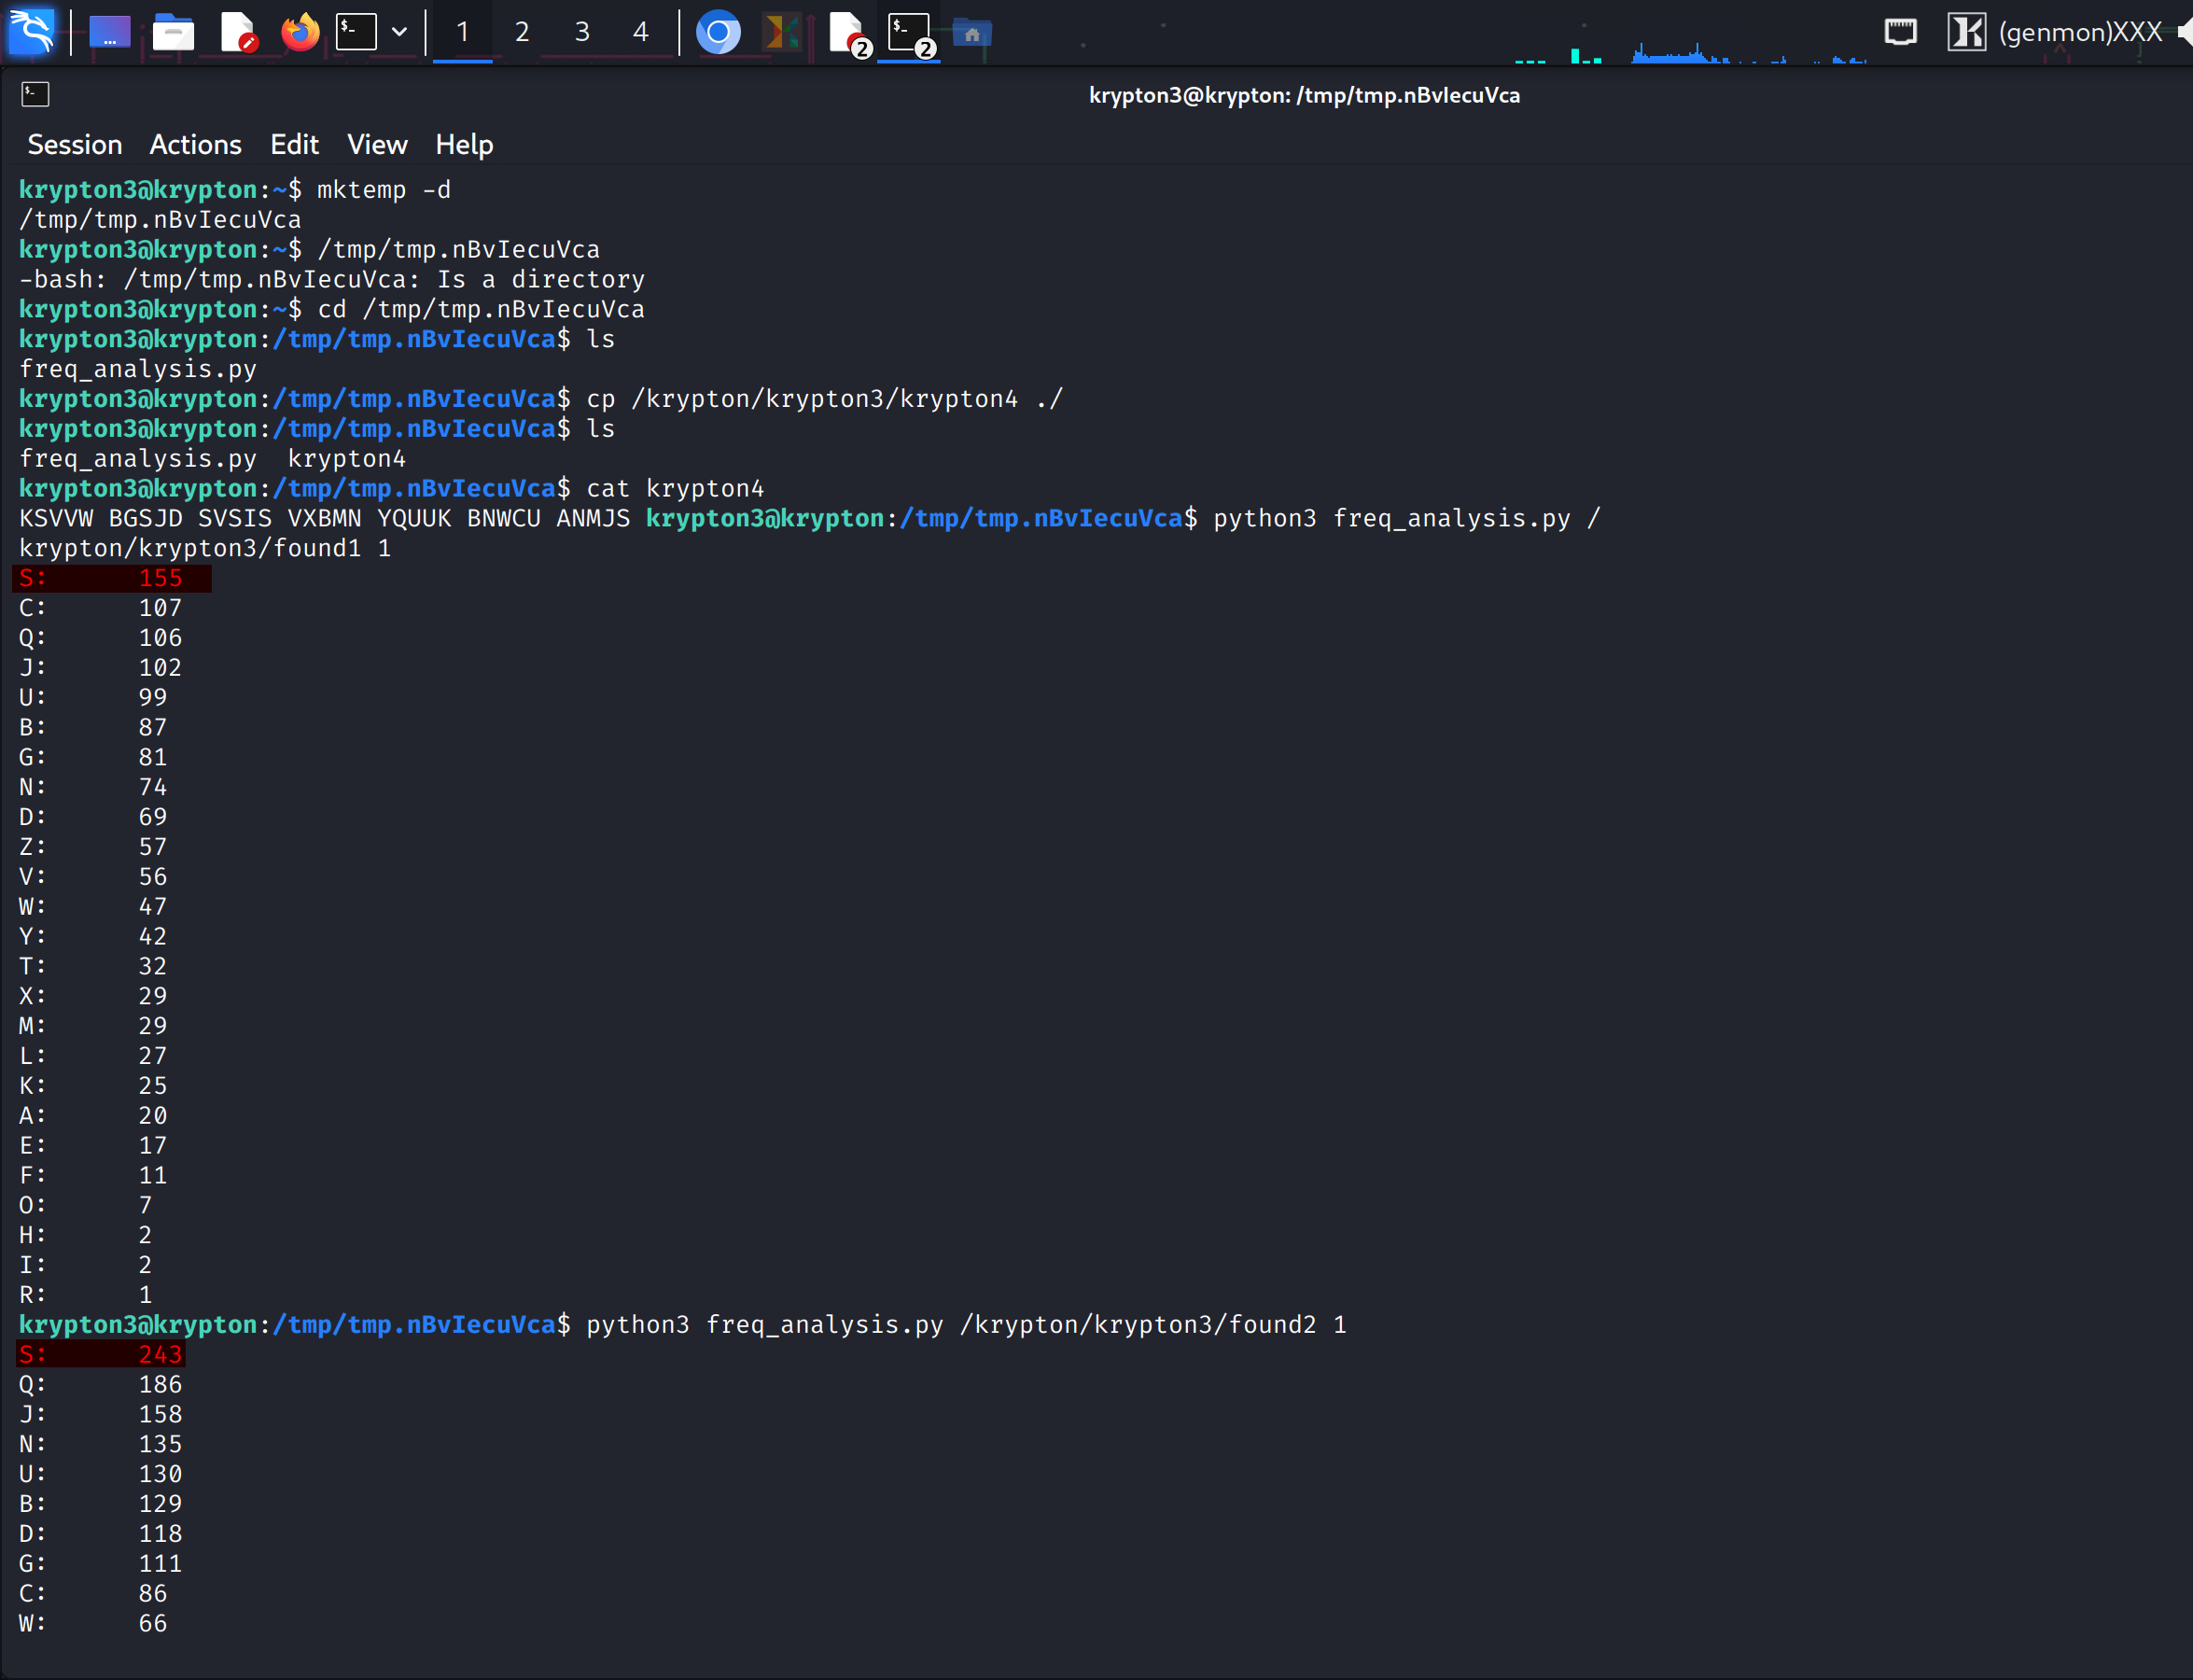 1 2 3 4 $- 2 $- 2 (genmon)XXX
krypton3@krypton: /tmp/tmp.nBvIecuVca
Session Actions Edit View Help
krypton3@krypton:~$ mktemp -d
/tmp/tmp.nBvIecuVca
krypton3@krypton:~$ /tmp/tmp.nBvIecuVca
-bash: /tmp/tmp.nBvIecuVca: Is a directory
krypton3@krypton:~$ cd /tmp/tmp.nBvIecuVca
krypton3@krypton:/tmp/tmp.nBvIecuVca$ ls
freq_analysis.py
krypton3@krypton:/tmp/tmp.nBvIecuVca$ cp /krypton/krypton3/krypton4 ./
krypton3@krypton:/tmp/tmp.nBvIecuVca$ ls
freq_analysis.py  krypton4
krypton3@krypton:/tmp/tmp.nBvIecuVca$ cat krypton4
KSVVW BGSJD SVSIS VXBMN YQUUK BNWCU ANMJS krypton3@krypton:/tmp/tmp.nBvIecuVca$ python3 freq_analysis.py /
krypton/krypton3/found1 1
S: 155
C: 107
Q: 106
J: 102
U: 99
B: 87
G: 81
N: 74
D: 69
Z: 57
V: 56
W: 47
Y: 42
T: 32
X: 29
M: 29
L: 27
K: 25
A: 20
E: 17
F: 11
O: 7
H: 2
I: 2
R: 1
krypton3@krypton:/tmp/tmp.nBvIecuVca$ python3 freq_analysis.py /krypton/krypton3/found2 1
S: 243
Q: 186
J: 158
N: 135
U: 130
B: 129
D: 118
G: 111
C: 86
W: 66